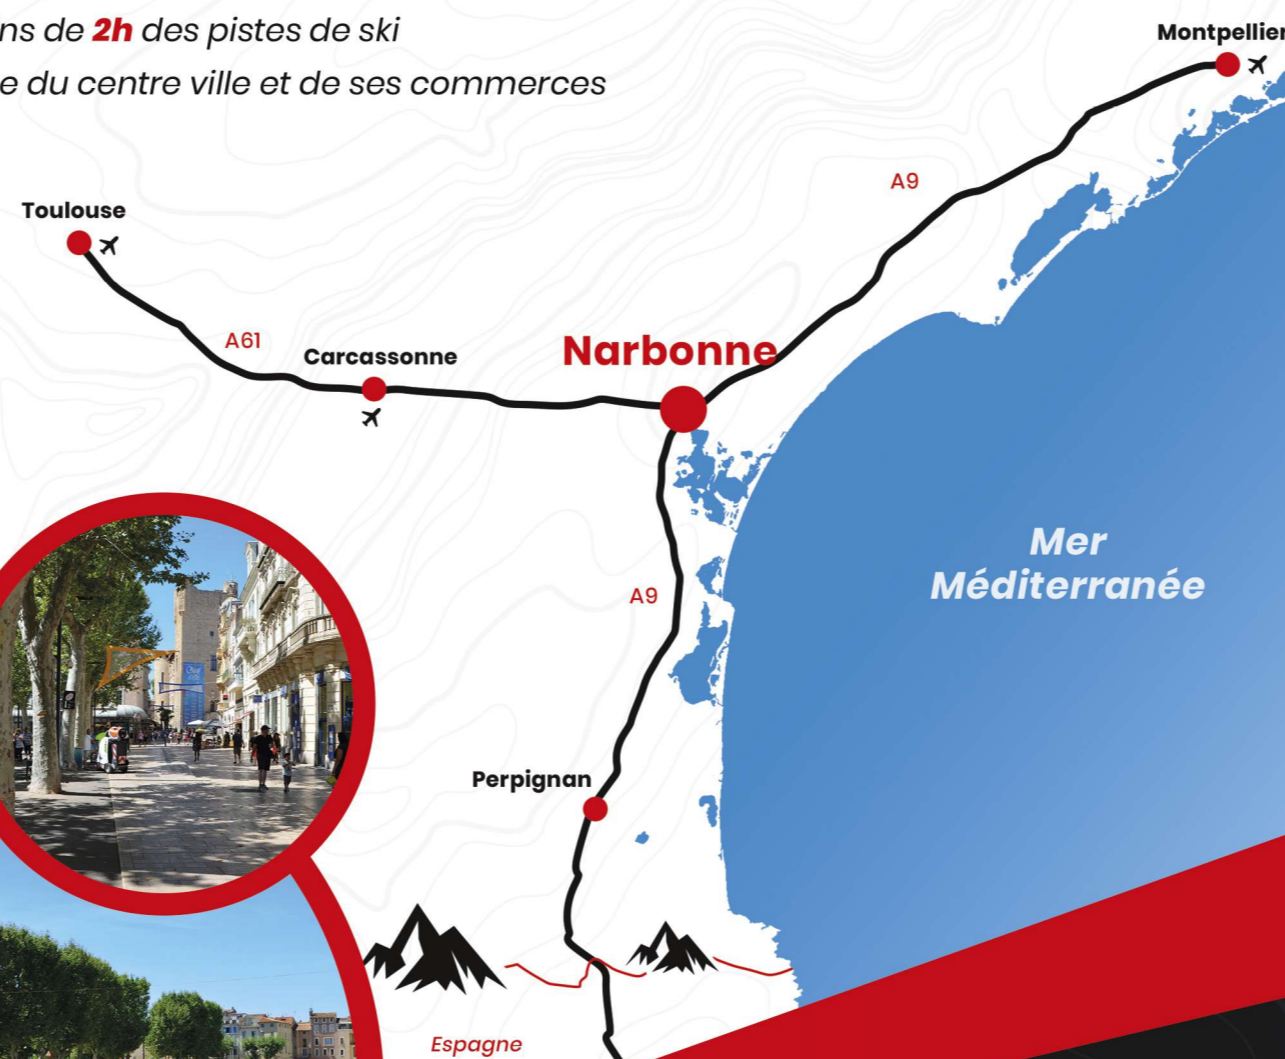 ns de 2h des pistes de ski
e du centre ville et de ses commerces
Montpellier
A9
Toulouse
A61
Carcassonne
Narbonne
Mer
Méditerranée
A9
Perpignan
Espagne